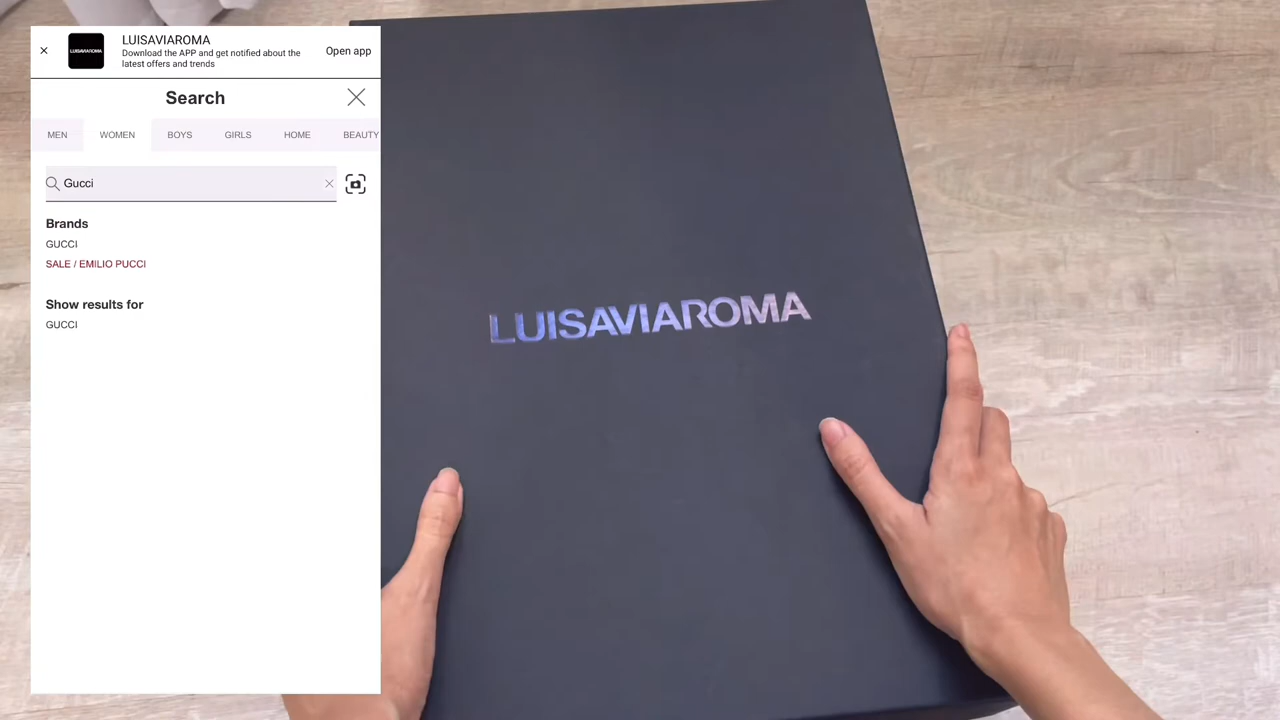 LUISAVIAROMA
LUISAVIAROMA
Download the APP and get notified about the
latest offers and trends
Open app
Search
MEN WOMEN BOYS GIRLS HOME BEAUTY
Gucci
Brands
GUCCI
SALE / EMILIO PUCCI
Show results for
GUCCI
LUISAVIAROMA